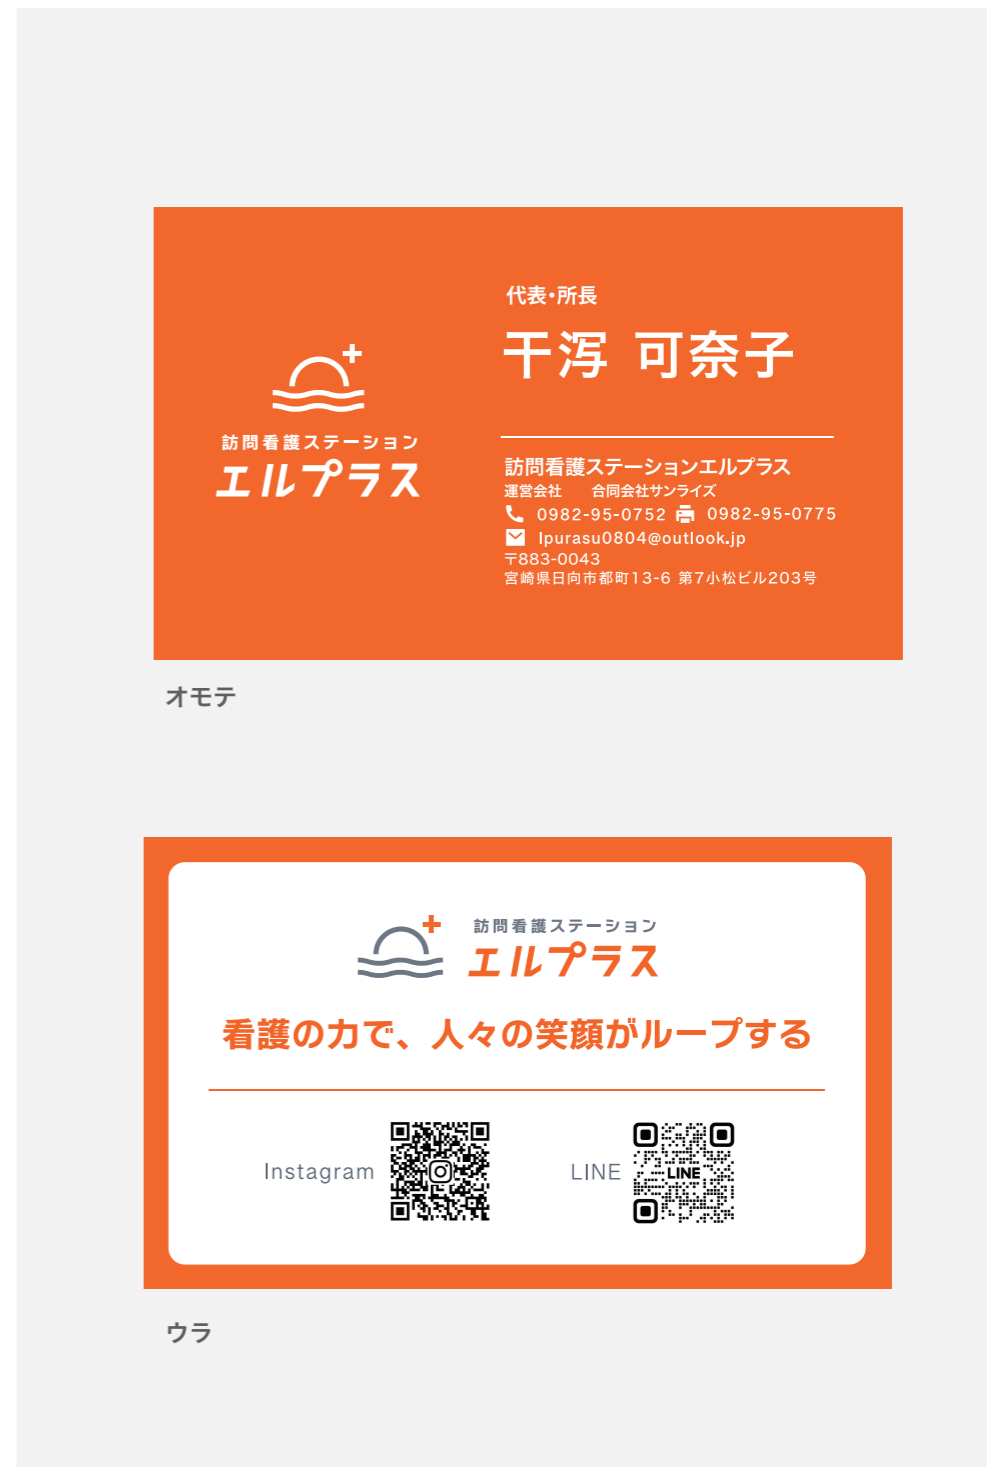 代表・所長
干泻 可奈子
訪問看護ステーション
エルプラス
訪問看護ステーションエルプラス
運営会社　合同会社サンライズ
0982-95-0752 0982-95-0775
lpurasu0804@outlook.jp
〒883-0043
宮崎県日向市都町13-6 第7小松ビル203号
オモテ
訪問看護ステーション
エルプラス
看護の力で、人々の笑顔がループする
Instagram
LINE
LINE
ウラ